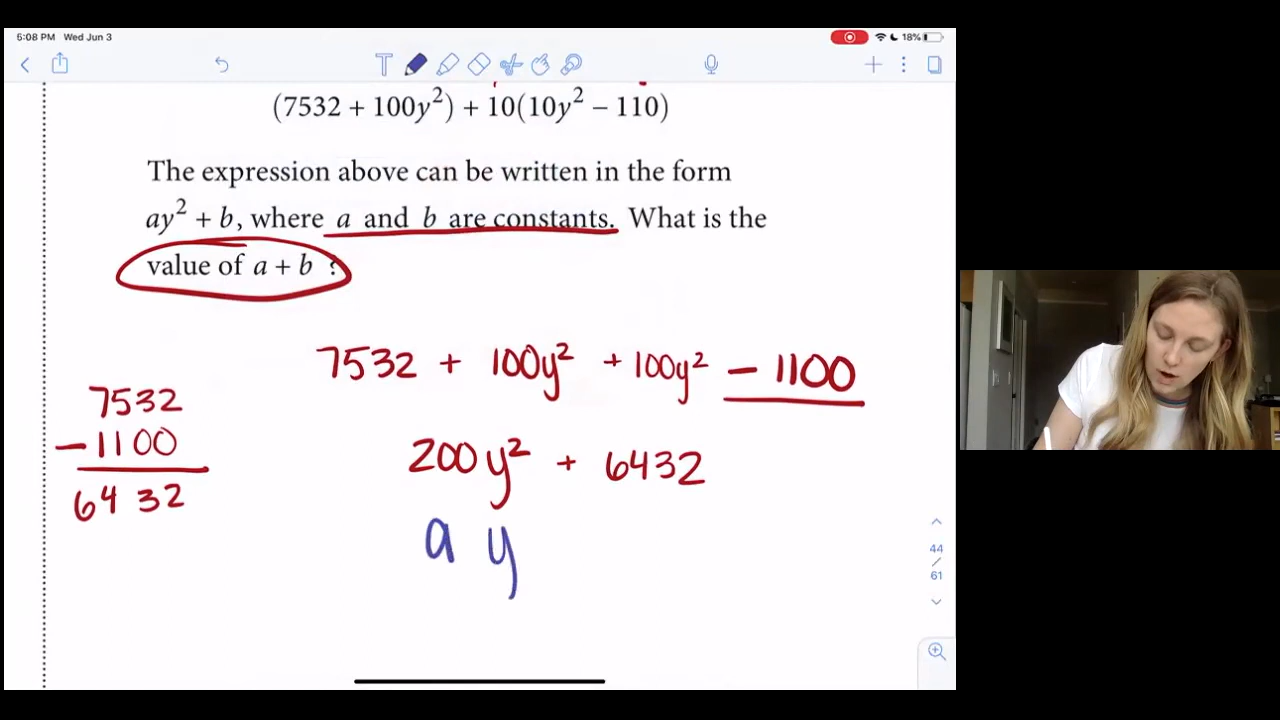 5:08 PM Wed Jun 3
18%
T
(7532 + 100y²) + 10(10y² − 110)
The expression above can be written in the form
ay² + b, where a and b are constants. What is the
value of a + b ?
7532 + 100y² + 100y² − 1100
7532
− 1100
6432
200y² + 6432
a y
44
/
61